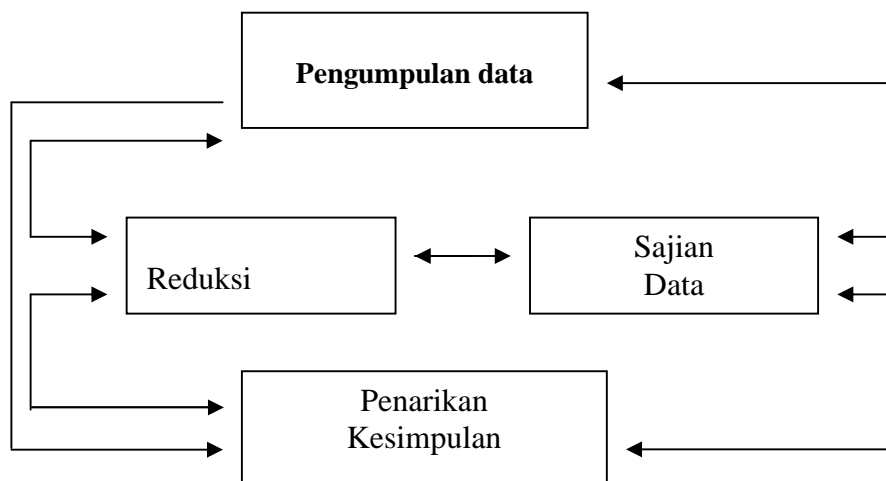 Pengumpulan data
Reduksi
Sajian
Data
Penarikan
Kesimpulan